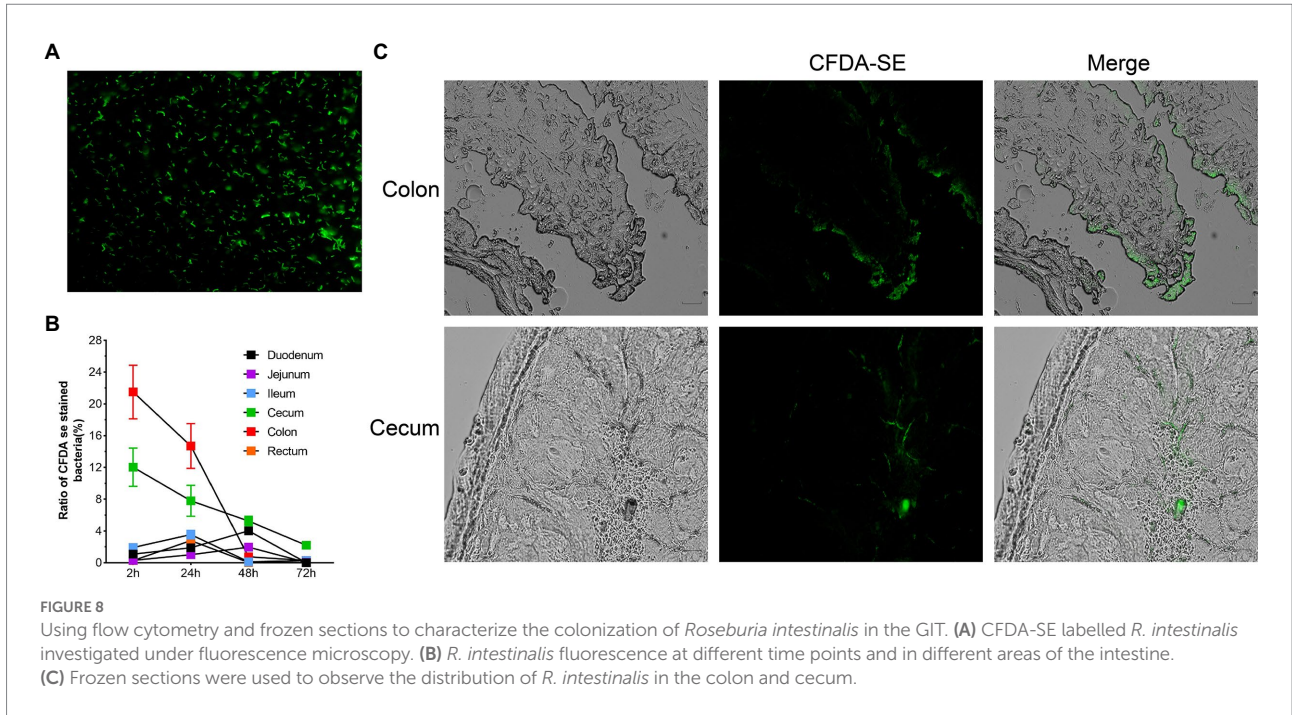 A
C
CFDA-SE
Merge
Colon
Cecum
B
Ratio of CFDA se stained
bacteria(%)
28
24
20
16
12
8
4
0
2h 24h 48h 72h
Duodenum
Jejunum
Ileum
Cecum
Colon
Rectum
FIGURE 8
Using flow cytometry and frozen sections to characterize the colonization of Roseburia intestinalis in the GIT. (A) CFDA-SE labelled R. intestinalis
investigated under fluorescence microscopy. (B) R. intestinalis fluorescence at different time points and in different areas of the intestine.
(C) Frozen sections were used to observe the distribution of R. intestinalis in the colon and cecum.